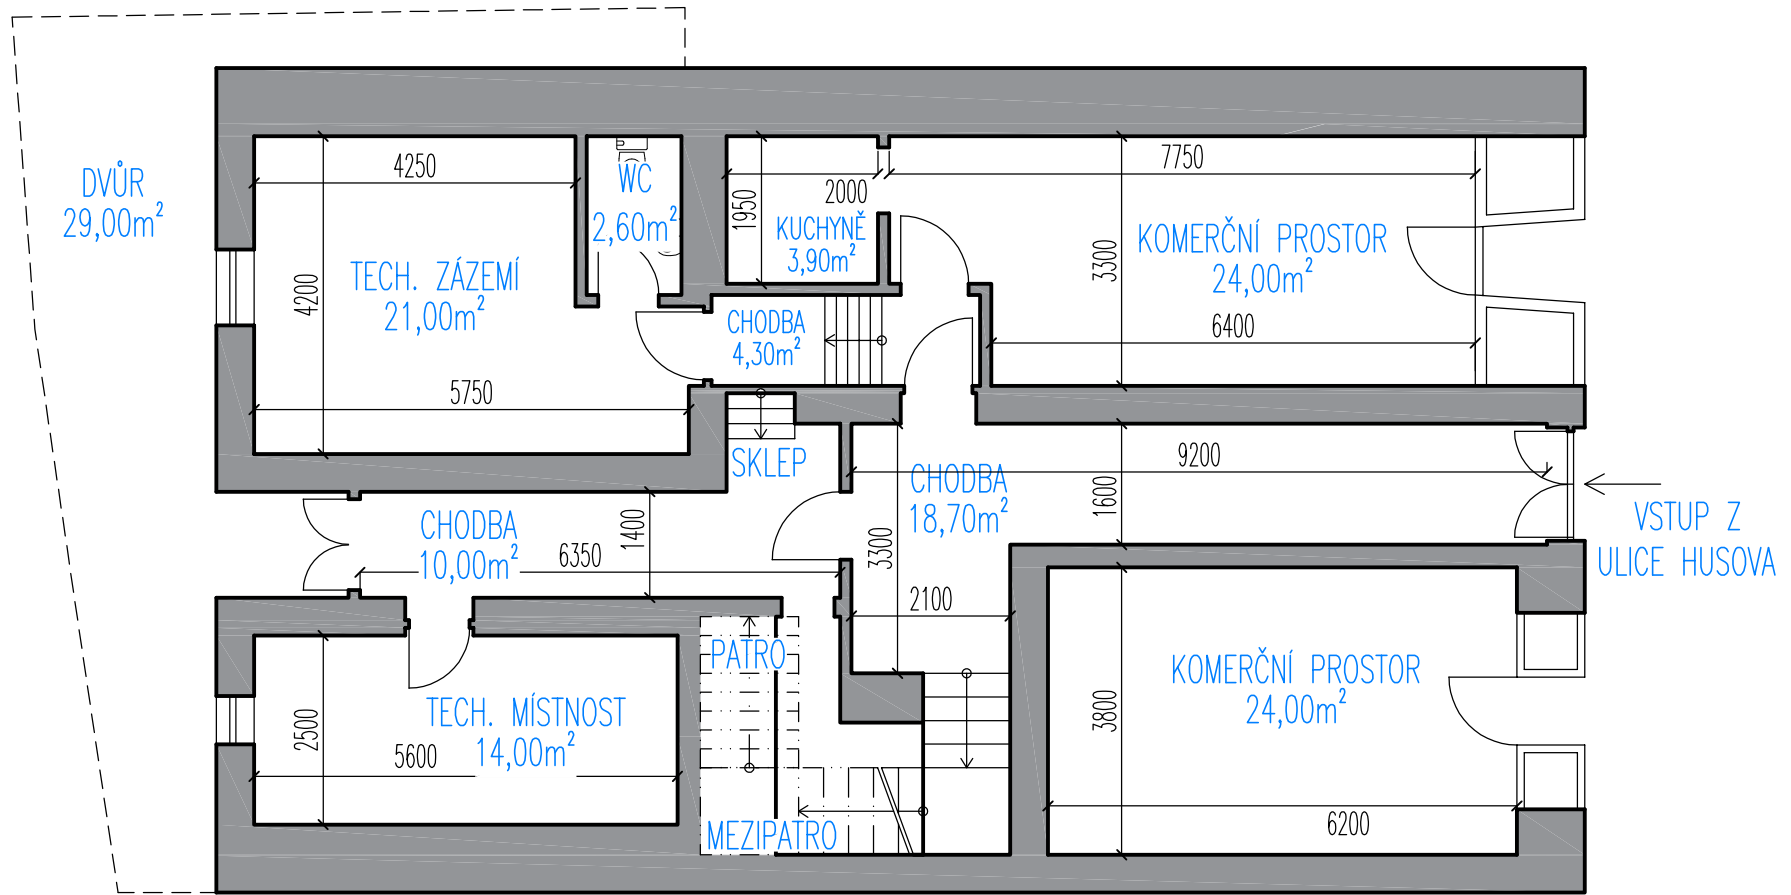 DVŮR
29,00m²
4250
WC
2,60m²
4200
TECH. ZÁZEMÍ
21,00m²
5750
1950
2000
KUCHYNĚ
3,90m²
7750
3300
KOMERČNÍ PROSTOR
24,00m²
6400
CHODBA
4,30m²
SKLEP
CHODBA
10,00m²
6350
1400
CHODBA
18,70m²
3300
9200
1600
2100
VSTUP Z
ULICE HUSOVA
PATRO
TECH. MÍSTNOST
14,00m²
2500
5600
MEZIPATRO
KOMERČNÍ PROSTOR
24,00m²
3800
6200